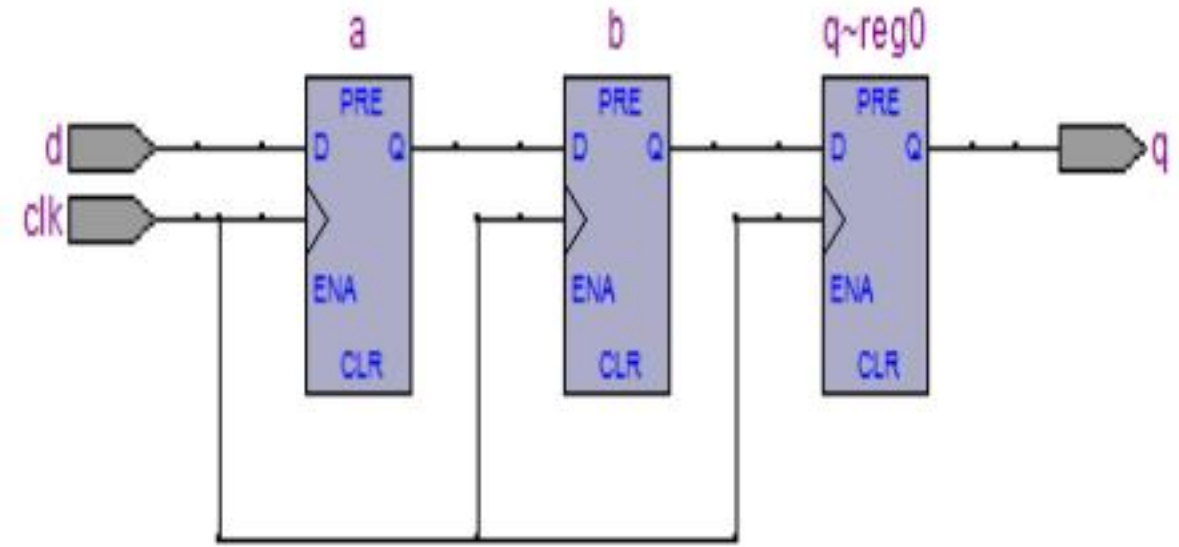 a b q~reg0
PRE PRE PRE
d D Q D Q D Q q
clk
ENA ENA ENA
CLR CLR CLR